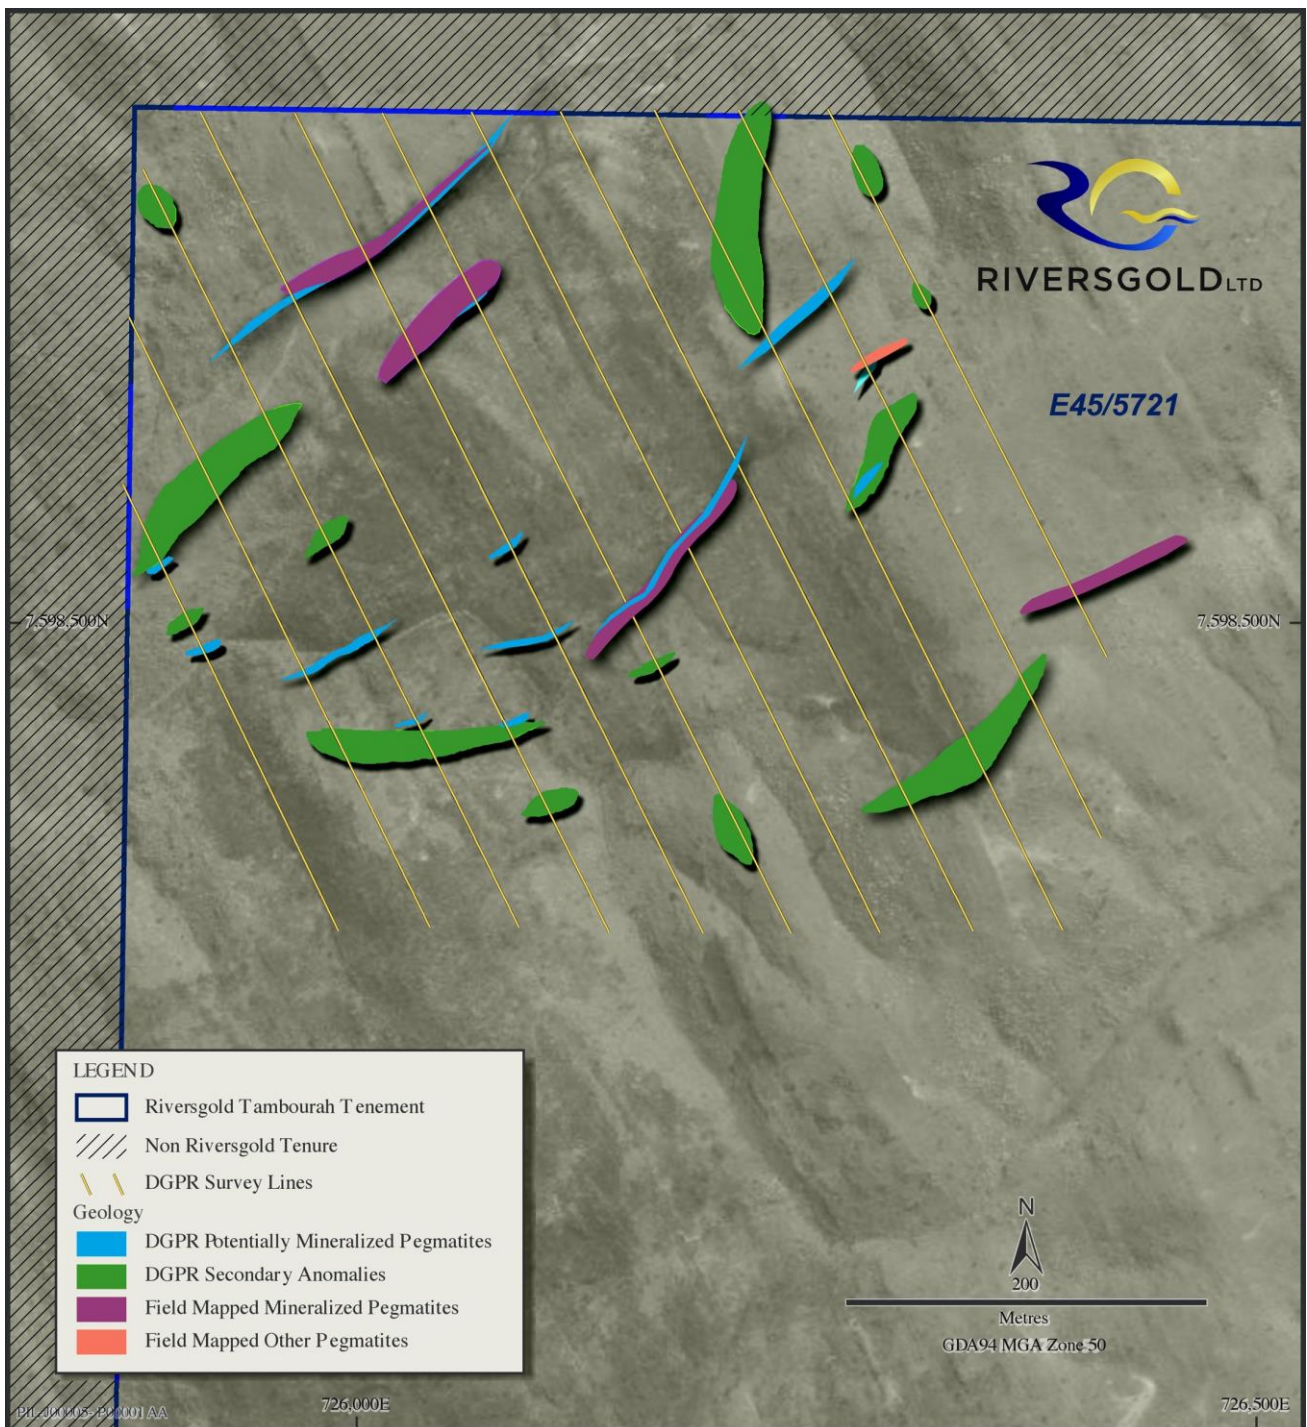 RIVERSGOLD LTD
E45/5721
7,598,500N
7,598,500N
LEGEND
Riversgold Tambourah Tenement
Non Riversgold Tenure
DGPR Survey Lines
Geology
DGPR Potentially Mineralized Pegmatites
DGPR Secondary Anomalies
Field Mapped Mineralized Pegmatites
Field Mapped Other Pegmatites
N
200
Metres
GDA94 MGA Zone 50
726,000E
726,500E